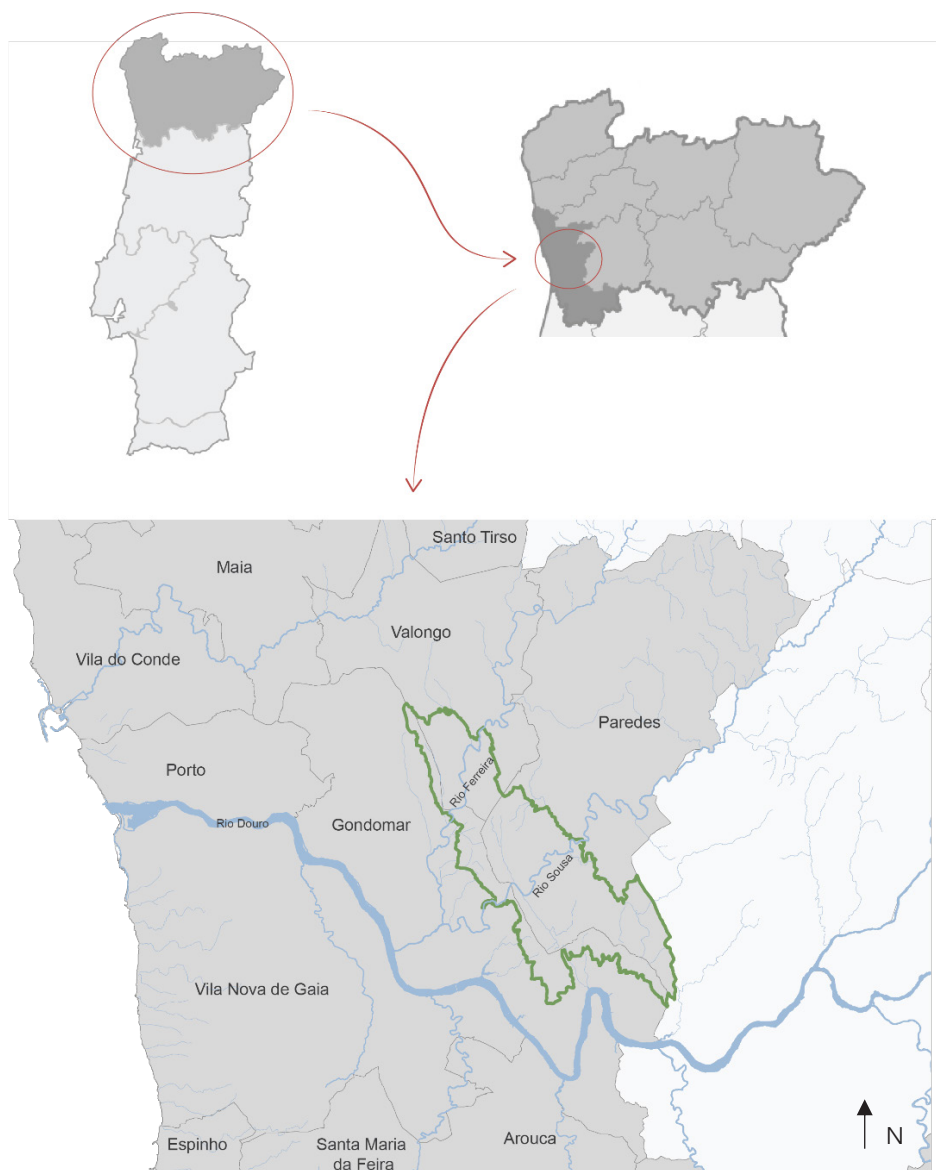 Santo Tirso
Maia
Valongo
Vila do Conde
Paredes
Porto
Rio Ferreira
Rio Douro
Gondomar
Rio Sousa
Vila Nova de Gaia
N
Espinho
Santa Maria
da Feira
Arouca